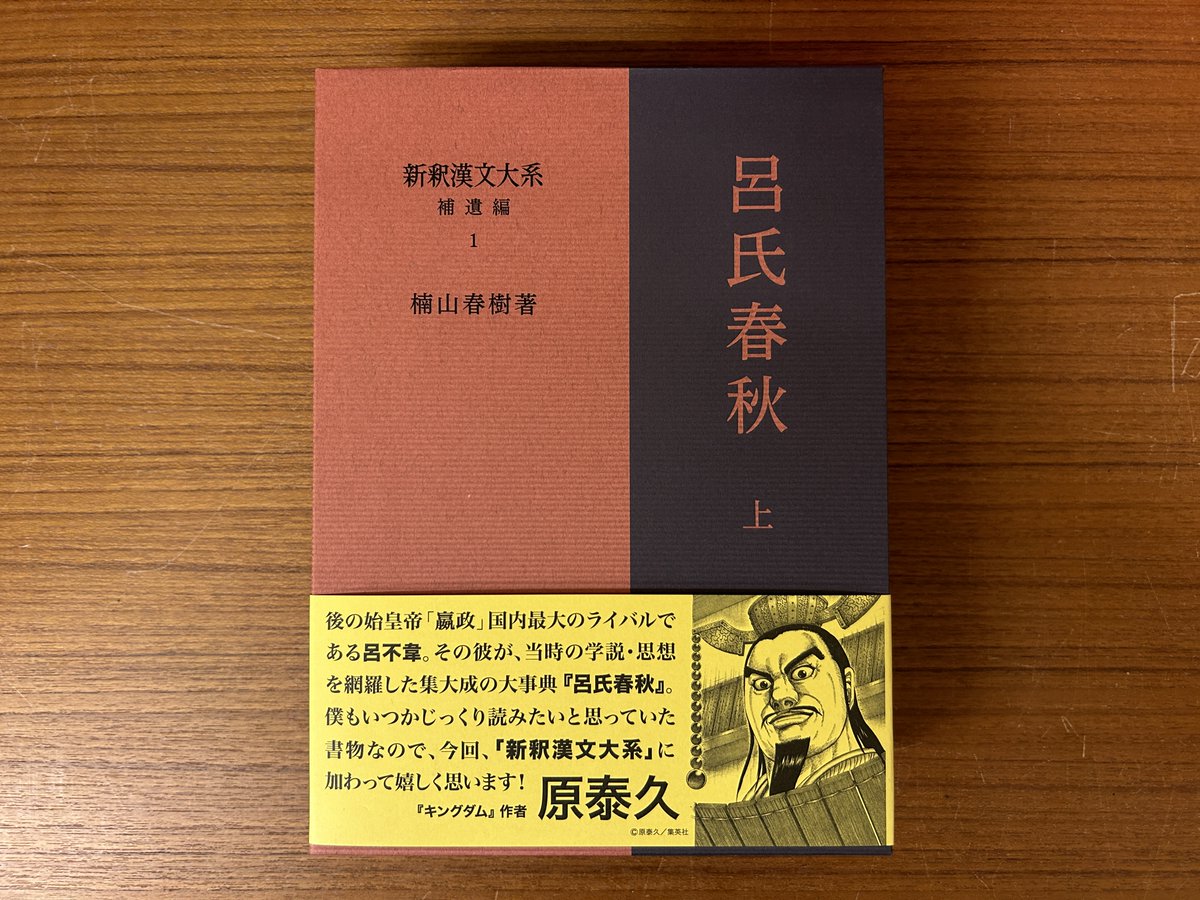 呂氏春秋 上
新釈漢文大系
補遺編
1
楠山春樹著
後の始皇帝「嬴政」国内最大のライバルで
ある呂不韋。その彼が、当時の学説・思想
を網羅した集大成の大事典『呂氏春秋』。
僕もいつかじっくり読みたいと思っていた
書物なので、今回、「新釈漢文大系」に
加わって嬉しく思います！
『キングダム』作者 原泰久
©原泰久／集英社